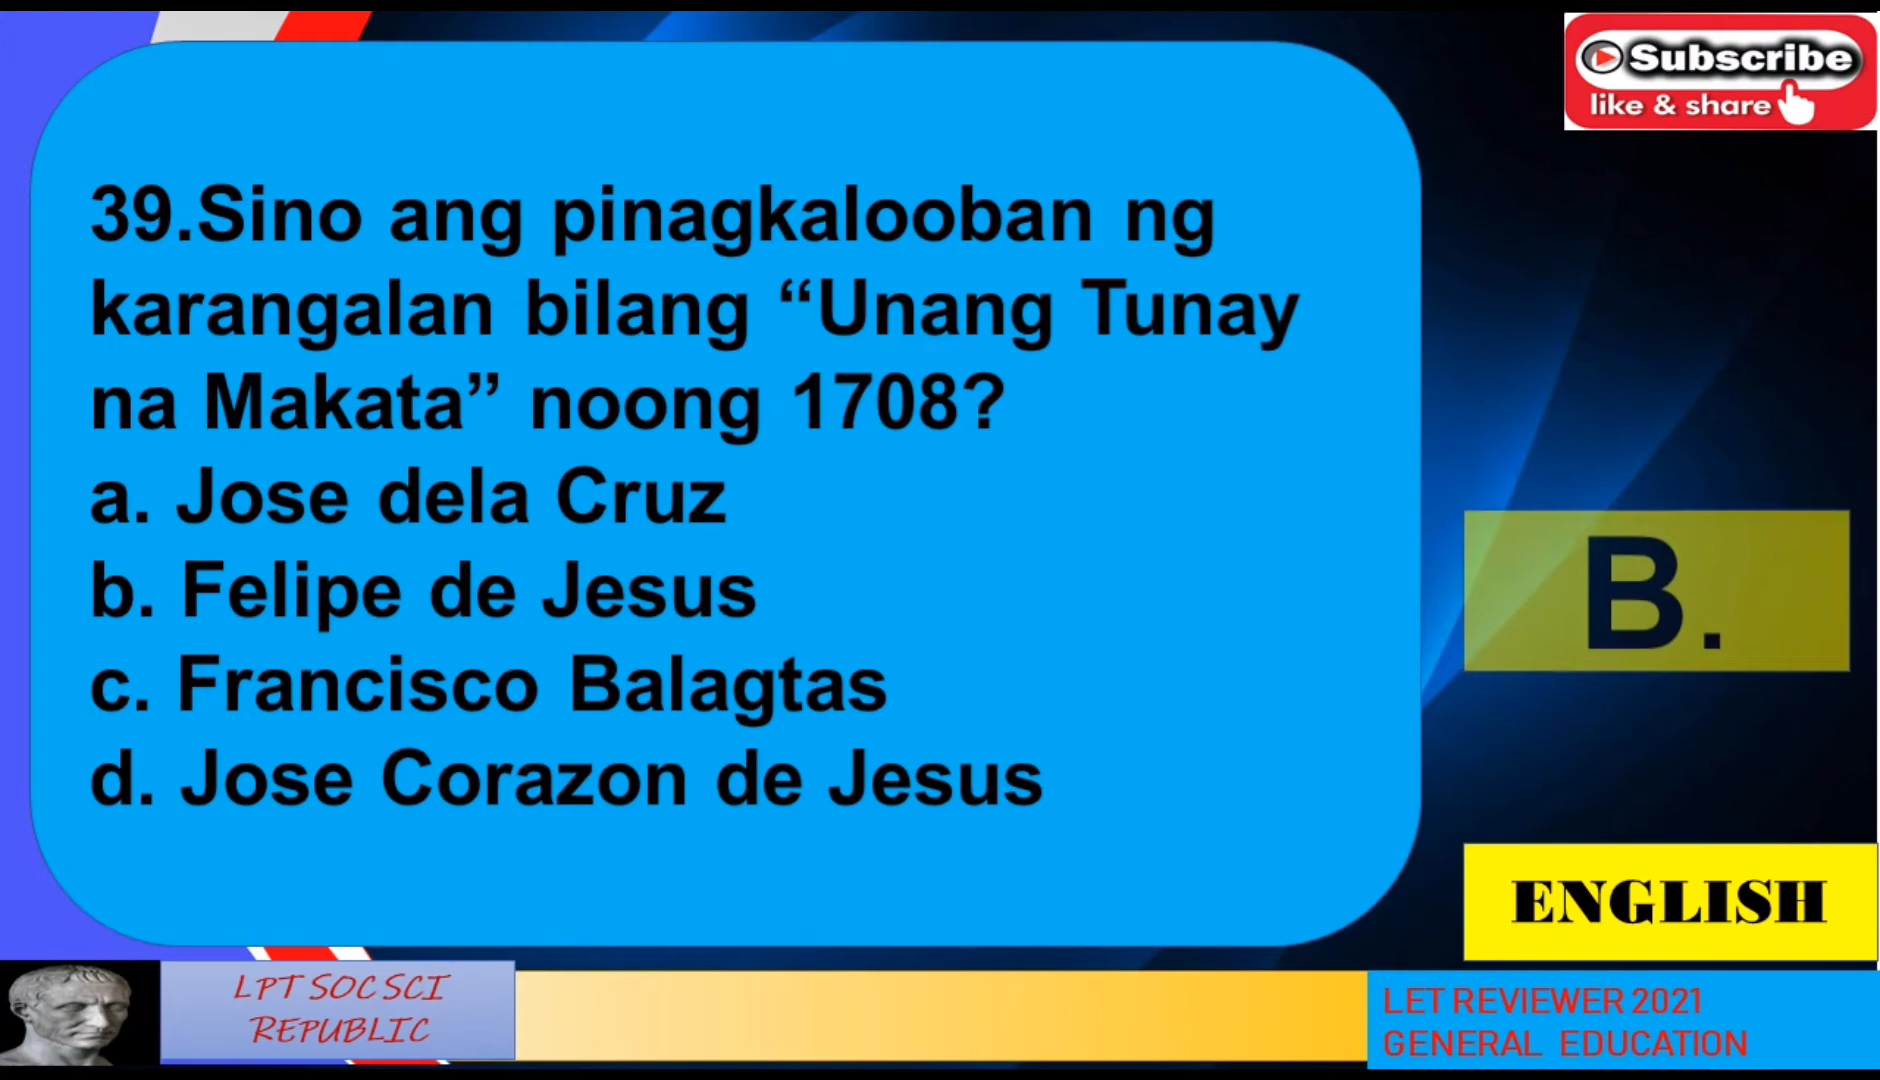 Subscribe
like & share
39.Sino ang pinagkalooban ng
karangalan bilang “Unang Tunay
na Makata” noong 1708?
a. Jose dela Cruz
b. Felipe de Jesus
c. Francisco Balagtas
d. Jose Corazon de Jesus
B.
ENGLISH
LPT SOC SCI
REPUBLIC
LET REVIEWER 2021
GENERAL EDUCATION